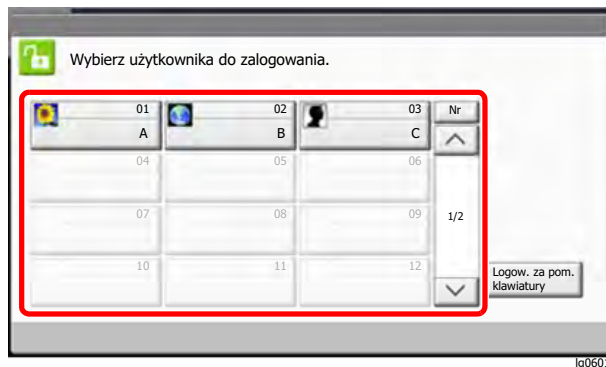 Wybierz użytkownika do zalogowania.
01 02 03 Nr
A B C
04 05 06
07 08 09 1/2
10 11 12
Logow. za pom.
klawiatury